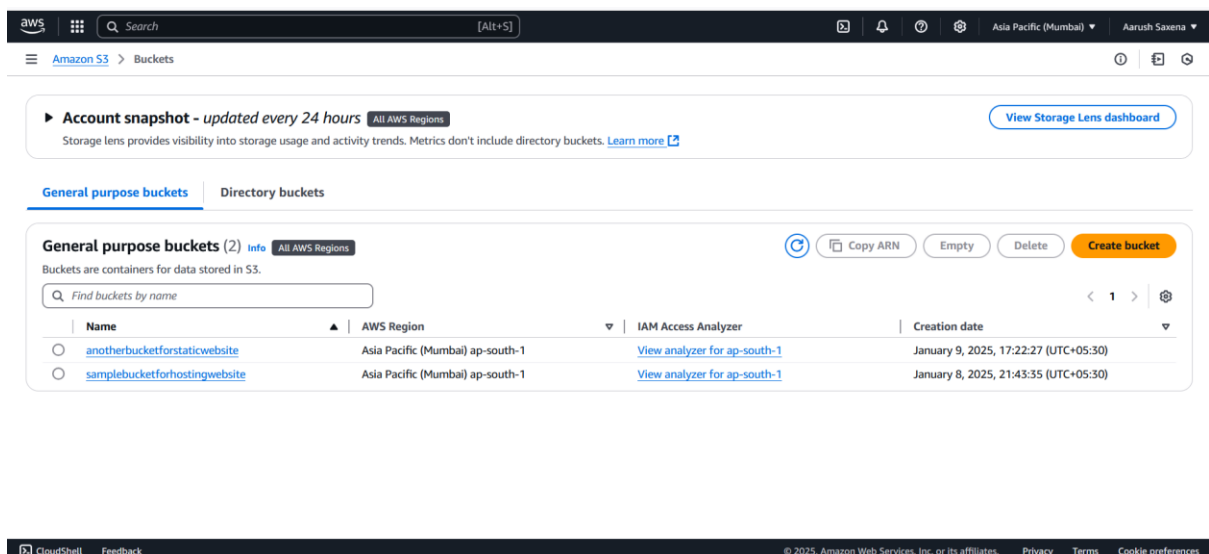 aws Search [Alt+S] Asia Pacific (Mumbai) Aarush Saxena
Amazon S3 > Buckets
Account snapshot - updated every 24 hours All AWS Regions View Storage Lens dashboard
Storage lens provides visibility into storage usage and activity trends. Metrics don't include directory buckets. Learn more
General purpose buckets Directory buckets
General purpose buckets (2) Info All AWS Regions Copy ARN Empty Delete Create bucket
Buckets are containers for data stored in S3.
Find buckets by name < 1 >
Name AWS Region IAM Access Analyzer Creation date
anotherbucketforstaticwebsite Asia Pacific (Mumbai) ap-south-1 View analyzer for ap-south-1 January 9, 2025, 17:22:27 (UTC+05:30)
samplebucketforhostingwebsite Asia Pacific (Mumbai) ap-south-1 View analyzer for ap-south-1 January 8, 2025, 21:43:35 (UTC+05:30)
CloudShell Feedback © 2025, Amazon Web Services, Inc. or its affiliates. Privacy Terms Cookie preferences